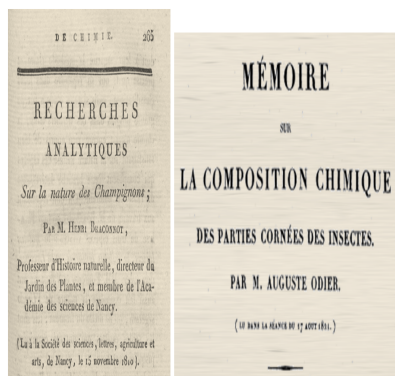 DE CHIMIE. 265
RECHERCHES
ANALYTIQUES
Sur la nature des Champignons ;
PAR M. HENRI BRACONNOT,
Professeur d'Histoire naturelle, directeur du
Jardin des Plantes, et membre de l'Aca-
démie des sciences de Nancy.
(Lu à la Société des sciences, lettres, agriculture et
arts, de Nancy, le 15 novembre 1810).
MÉMOIRE
SUR
LA COMPOSITION CHIMIQUE
DES PARTIES CORNÉES DES INSECTES.
PAR M. AUGUSTE ODIER.
( LU DANS LA SÉANCE DU 17 AOUT 1821. )